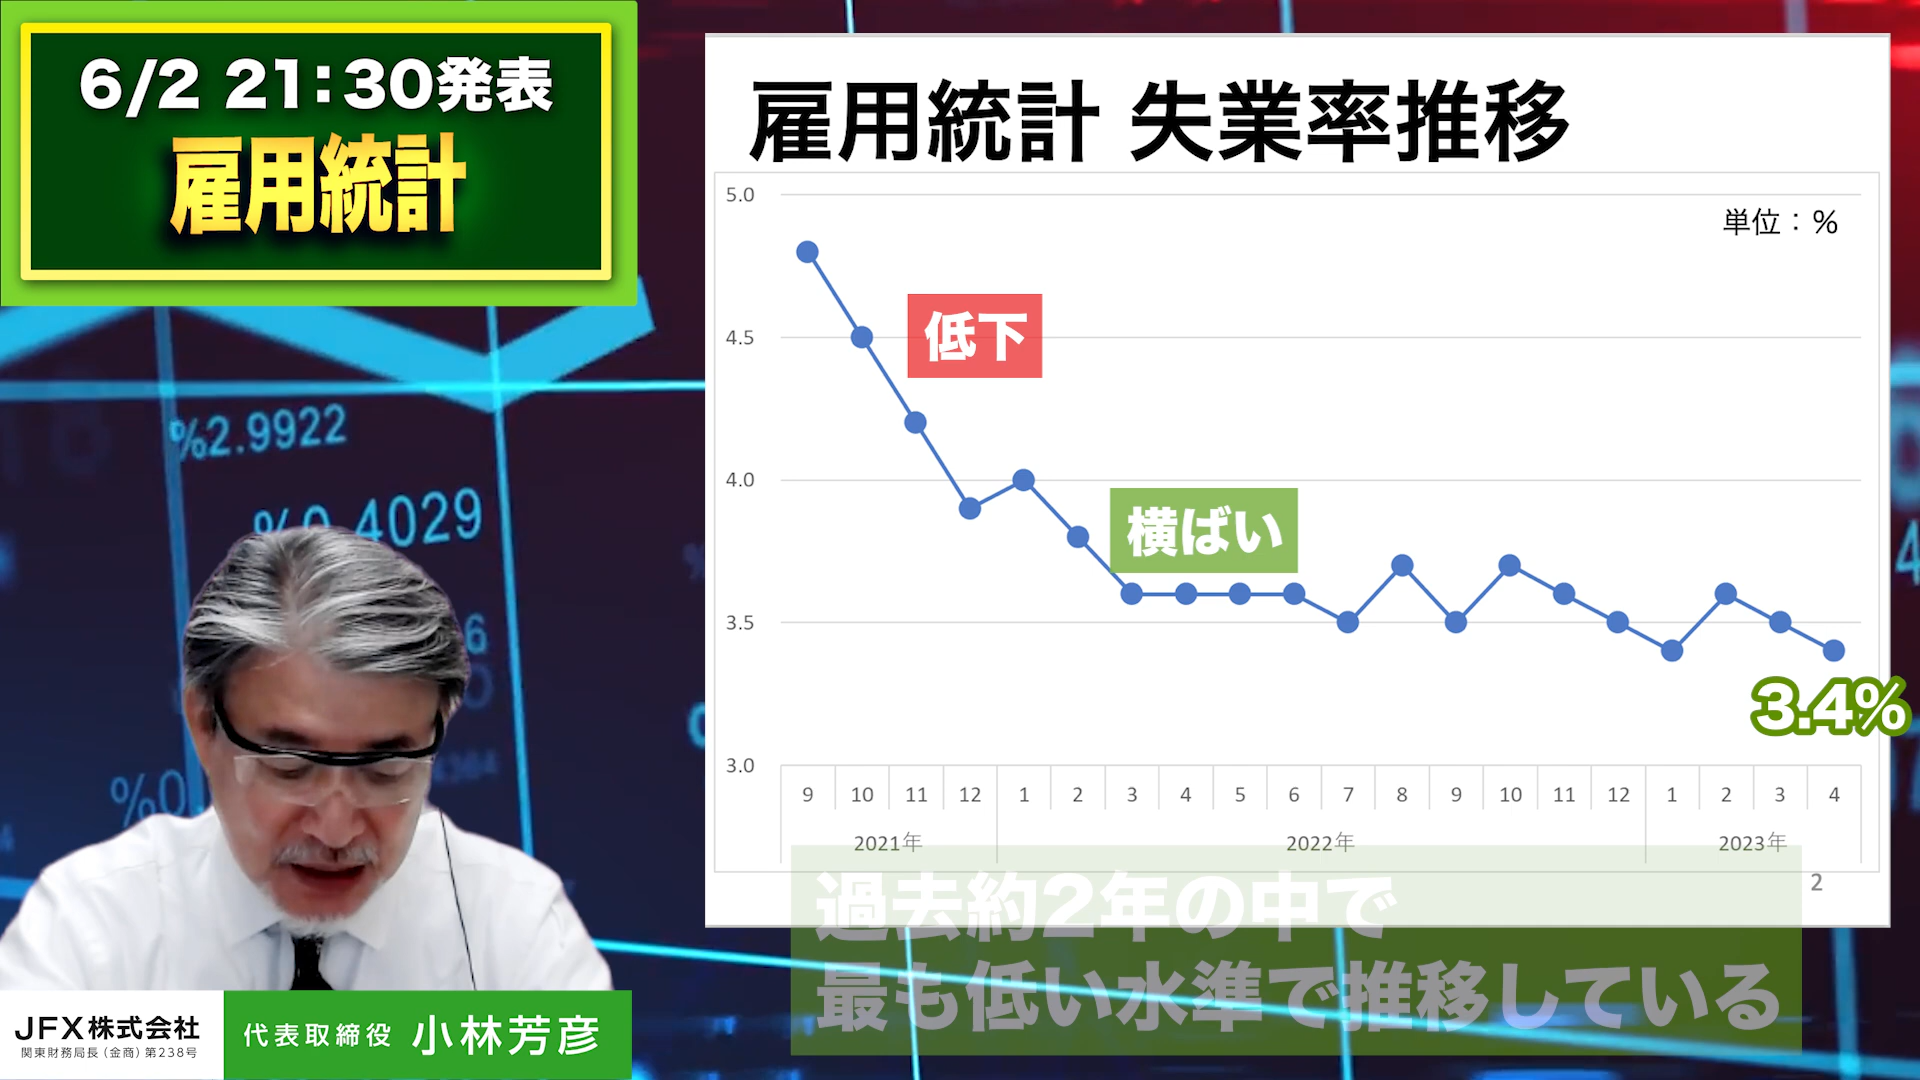 6/2 21:30発表
雇用統計
雇用統計 失業率推移
単位：%
5.0
4.5
4.0
3.5
3.0
低下
横ばい
3.4%
9 10 11 12 1 2 3 4 5 6 7 8 9 10 11 12 1 2 3 4
2021年 2022年 2023年
2
過去約2年の中で
最も低い水準で推移している
%2.9922
%0.4029
JFX株式会社
関東財務局長（金商）第238号
代表取締役 小林芳彦